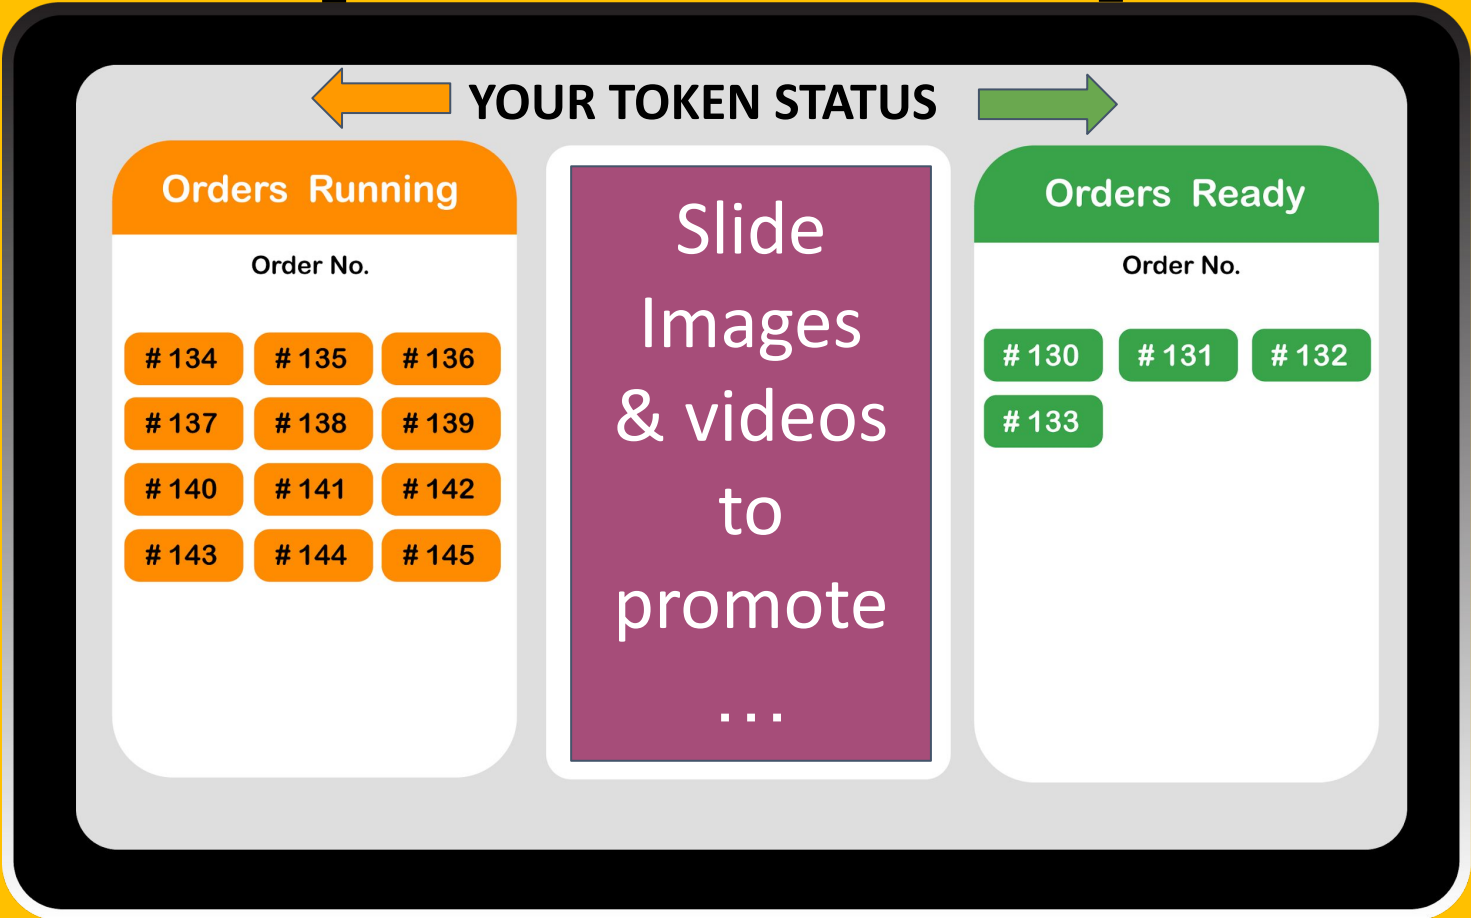 YOUR TOKEN STATUS
Orders Running
Order No.
# 134 # 135 # 136
# 137 # 138 # 139
# 140 # 141 # 142
# 143 # 144 # 145
Slide
Images
& videos
to
promote
...
Orders Ready
Order No.
# 130 # 131 # 132
# 133